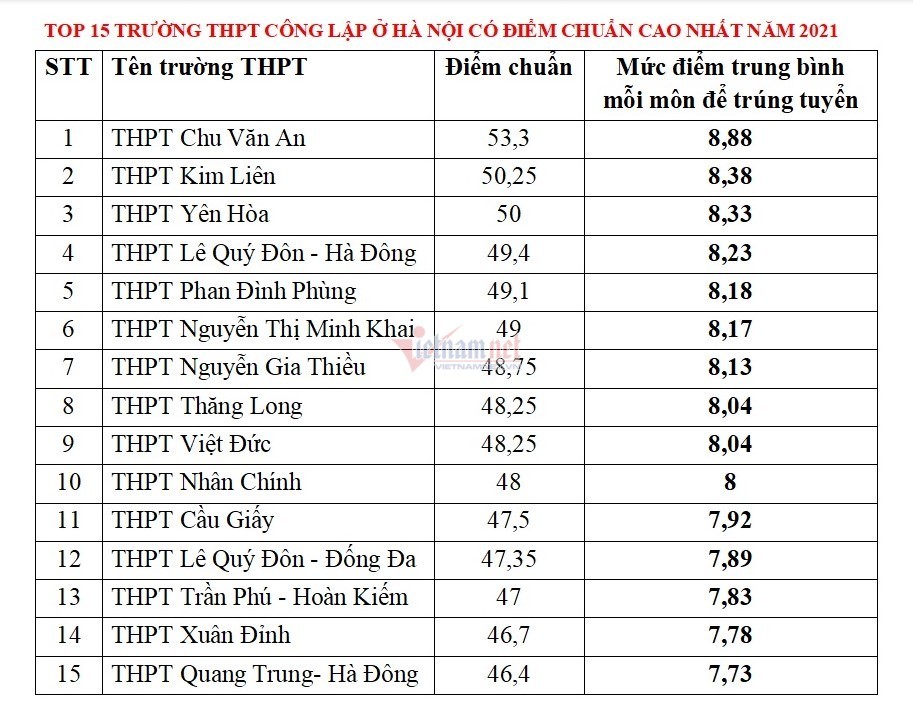 TOP 15 TRƯỜNG THPT CÔNG LẬP Ở HÀ NỘI CÓ ĐIỂM CHUẨN CAO NHẤT NĂM 2021
STT Tên trường THPT Điểm chuẩn Mức điểm trung bình
mỗi môn để trúng tuyển
1 THPT Chu Văn An 53,3 8,88
2 THPT Kim Liên 50,25 8,38
3 THPT Yên Hòa 50 8,33
4 THPT Lê Quý Đôn - Hà Đông 49,4 8,23
5 THPT Phan Đình Phùng 49,1 8,18
6 THPT Nguyễn Thị Minh Khai 49 8,17
Vietnamnet
VIETNAMNET.VN
7 THPT Nguyễn Gia Thiều 48,75 8,13
8 THPT Thăng Long 48,25 8,04
9 THPT Việt Đức 48,25 8,04
10 THPT Nhân Chính 48 8
11 THPT Cầu Giấy 47,5 7,92
12 THPT Lê Quý Đôn - Đống Đa 47,35 7,89
13 THPT Trần Phú - Hoàn Kiếm 47 7,83
14 THPT Xuân Đỉnh 46,7 7,78
15 THPT Quang Trung- Hà Đông 46,4 7,73